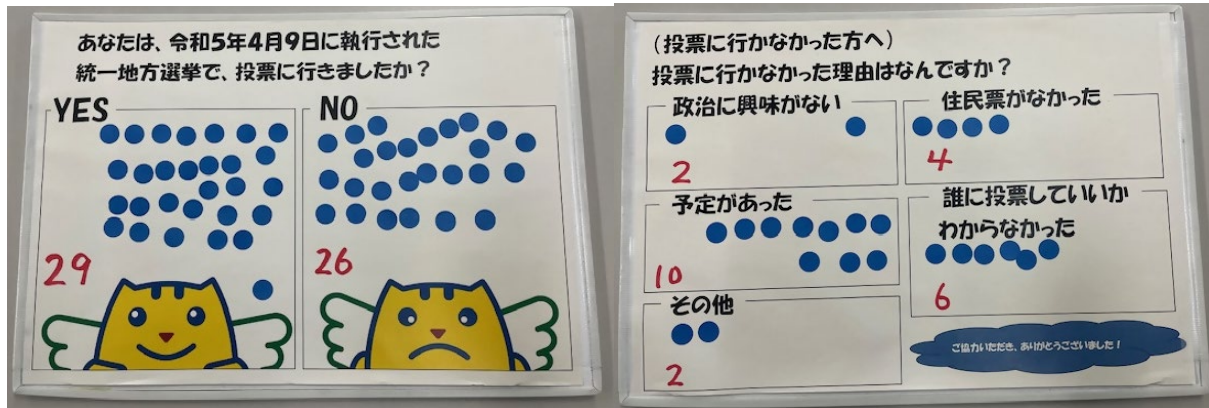 あなたは、令和5年4月9日に執行された
統一地方選挙で、投票に行きましたか？
YES
NO
29
26
（投票に行かなかった方へ）
投票に行かなかった理由はなんですか？
政治に興味がない
2
住民票がなかった
4
予定があった
10
誰に投票していいか
わからなかった
6
その他
2
ご協力いただき、ありがとうございました！